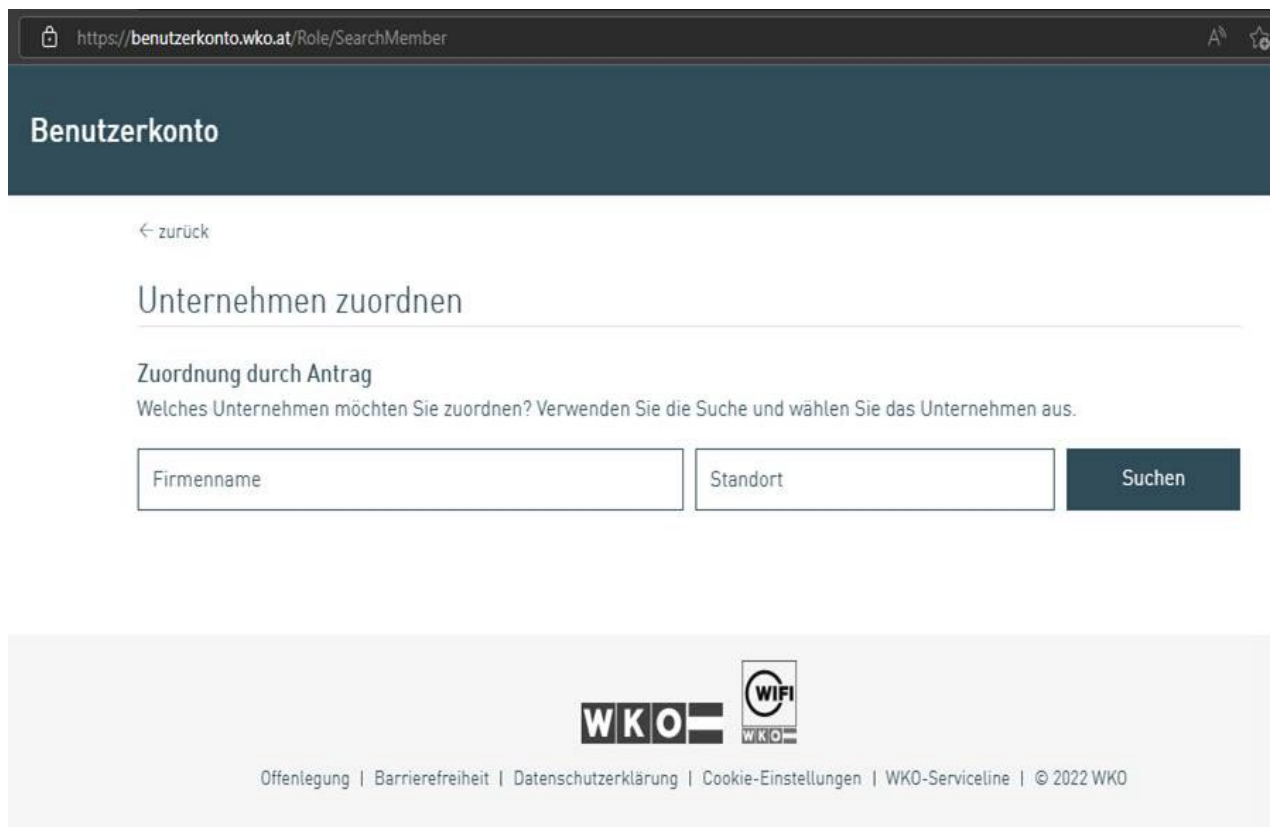 https://benutzerkonto.wko.at/Role/SearchMember
Benutzerkonto
← zurück
Unternehmen zuordnen
Zuordnung durch Antrag
Welches Unternehmen möchten Sie zuordnen? Verwenden Sie die Suche und wählen Sie das Unternehmen aus.
Firmenname Standort Suchen
WKO WIFI
WKO
Offenlegung | Barrierefreiheit | Datenschutzerklärung | Cookie-Einstellungen | WKO-Serviceline | © 2022 WKO